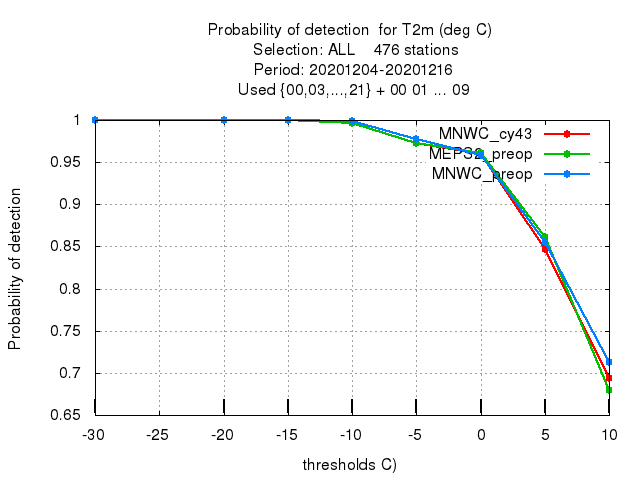 Probability of detection for T2m (deg C)
Selection: ALL 476 stations
Period: 20201204-20201216
Used {00,03,...,21} + 00 01 ... 09
MNWC_cy43
MEPS2_preop
MNWC_preop
1
0.95
0.9
0.85
0.8
0.75
0.7
0.65
Probability of detection
-30 -25 -20 -15 -10 -5 0 5 10
thresholds C)